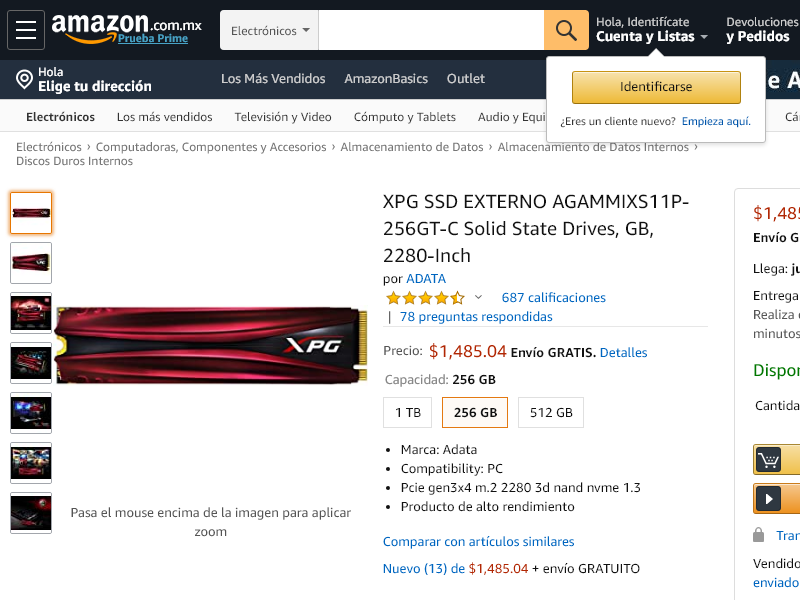 amazon.com.mx
Prueba Prime
Electrónicos
Hola, Identifícate
Cuenta y Listas
Devoluciones
y Pedidos
Hola
Elige tu dirección
Los Más Vendidos
AmazonBasics
Outlet
e A
Identificarse
¿Eres un cliente nuevo? Empieza aquí.
Electrónicos
Los más vendidos
Televisión y Video
Cómputo y Tablets
Audio y Equi
Cá
Electrónicos › Computadoras, Componentes y Accesorios › Almacenamiento de Datos › Almacenamiento de Datos Internos ›
Discos Duros Internos
XPG
XPG SSD EXTERNO AGAMMIXS11P-
256GT-C Solid State Drives, GB,
2280-Inch
por ADATA
687 calificaciones
| 78 preguntas respondidas
Precio: $1,485.04 Envío GRATIS. Detalles
Capacidad: 256 GB
1 TB
256 GB
512 GB
• Marca: Adata
• Compatibility: PC
• Pcie gen3x4 m.2 2280 3d nand nvme 1.3
• Producto de alto rendimiento
Comparar con artículos similares
Nuevo (13) de $1,485.04 + envío GRATUITO
Pasa el mouse encima de la imagen para aplicar
zoom
$1,485
Envío G
Llega: ju
Entrega
Realiza
minutos
Dispon
Cantida
Tran
Vendido
enviado